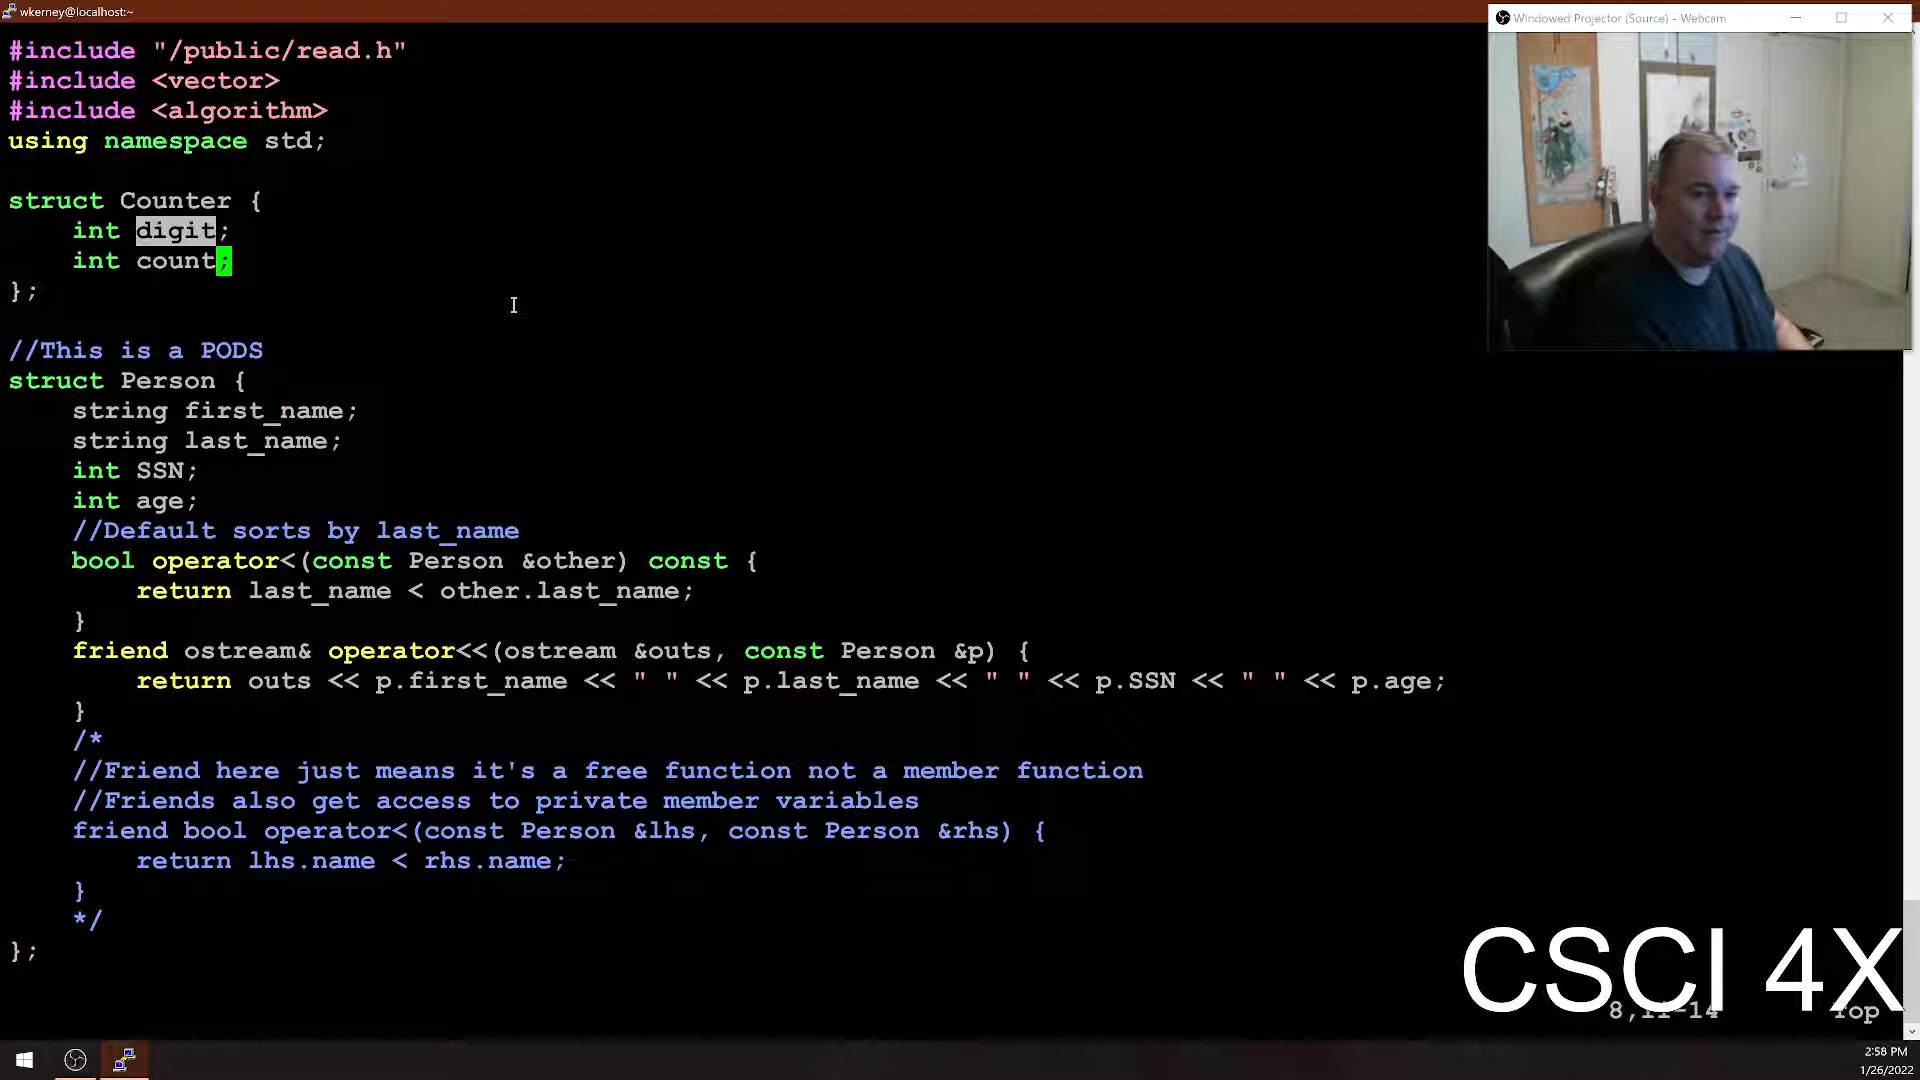 wkerney@localhost:~
Windowed Projector (Source) - Webcam
#include "/public/read.h"
#include <vector>
#include <algorithm>
using namespace std;
struct Counter {
    int digit;
    int count;
};
//This is a PODS
struct Person {
    string first_name;
    string last_name;
    int SSN;
    int age;
    //Default sorts by last_name
    bool operator<(const Person &other) const {
        return last_name < other.last_name;
    }
    friend ostream& operator<<(ostream &outs, const Person &p) {
        return outs << p.first_name << " " << p.last_name << " " << p.SSN << " " << p.age;
    }
    /*
    //Friend here just means it's a free function not a member function
    //Friends also get access to private member variables
    friend bool operator<(const Person &lhs, const Person &rhs) {
        return lhs.name < rhs.name;
    }
    */
};
CSCI 4X
8,11-14 Top
2:58 PM
1/26/2022